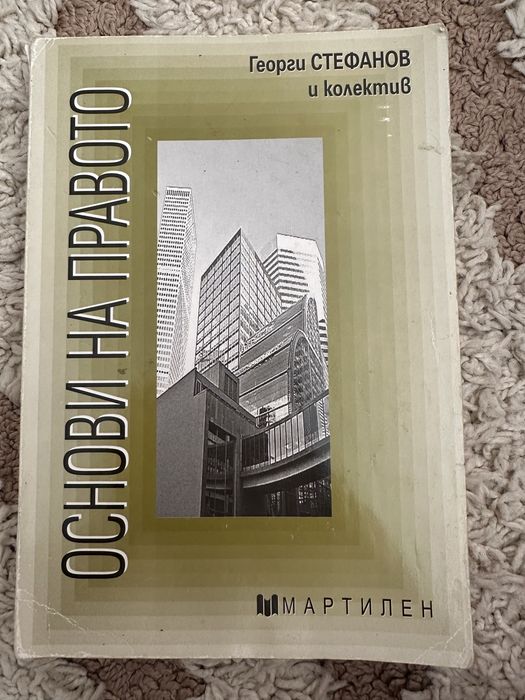 Георги СТЕФАНОВ
и колектив
ОСНОВИ НА ПРАВОТО
МАРТИЛЕН